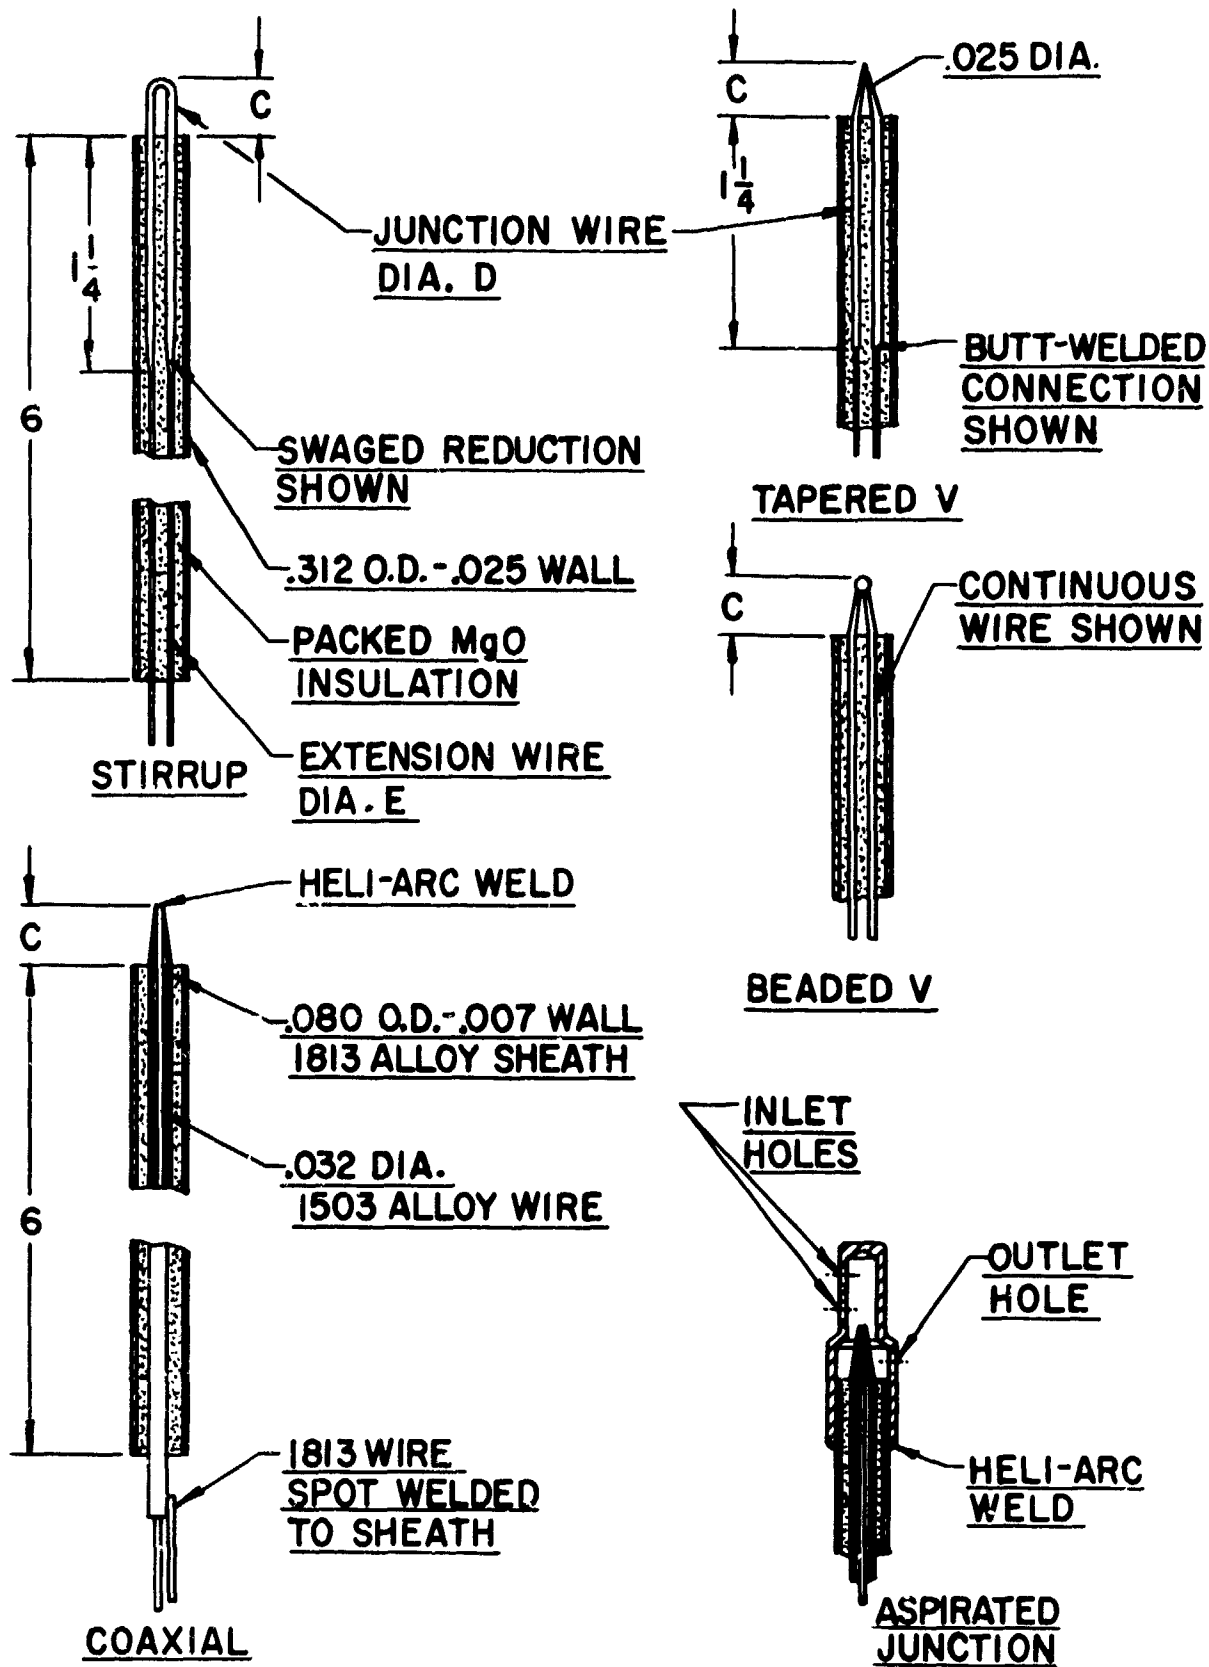 C
1 1/4
6
JUNCTION WIRE
DIA. D
SWAGED REDUCTION
SHOWN
.312 O.D.-.025 WALL
PACKED MgO
INSULATION
EXTENSION WIRE
DIA. E
STIRRUP
.025 DIA.
C
1 1/4
BUTT-WELDED
CONNECTION
SHOWN
TAPERED V
C
CONTINUOUS
WIRE SHOWN
BEADED V
HELI-ARC WELD
C
6
.080 O.D.-.007 WALL
1813 ALLOY SHEATH
.032 DIA.
1503 ALLOY WIRE
1813 WIRE
SPOT WELDED
TO SHEATH
COAXIAL
INLET
HOLES
OUTLET
HOLE
HELI-ARC
WELD
ASPIRATED
JUNCTION